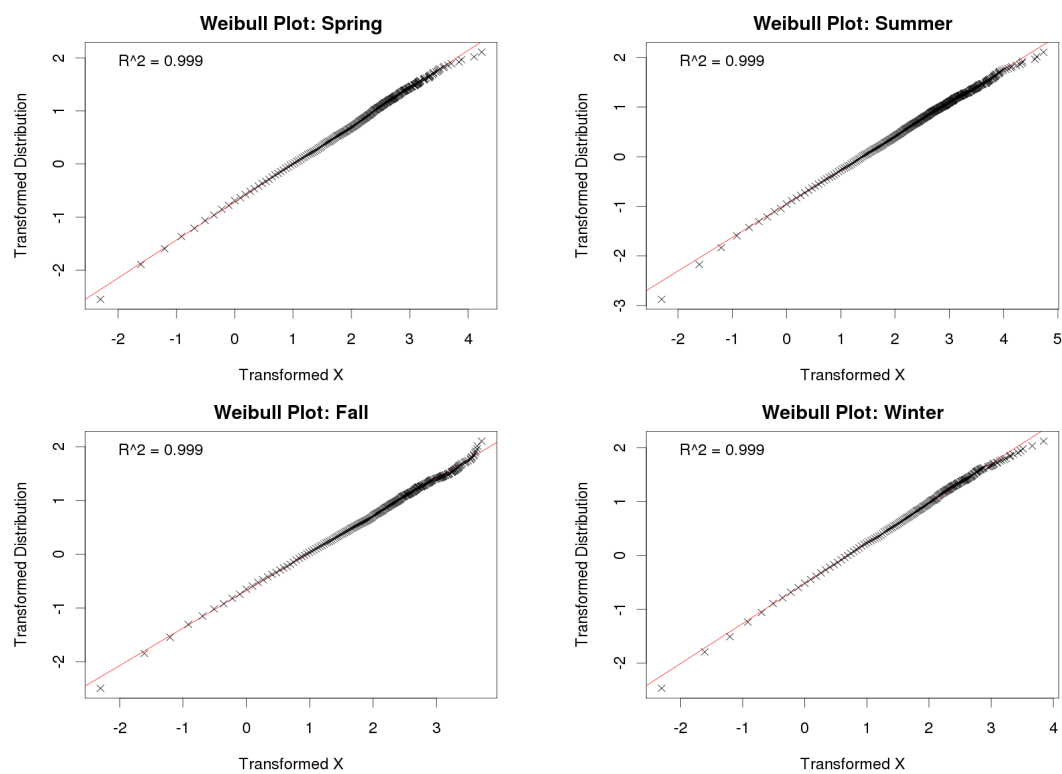 Weibull Plot: Spring
R^2 = 0.999
Transformed Distribution
2
1
0
-1
-2
-2 -1 0 1 2 3 4
Transformed X
Weibull Plot: Summer
R^2 = 0.999
Transformed Distribution
2
1
0
-1
-2
-3
-2 -1 0 1 2 3 4 5
Transformed X
Weibull Plot: Fall
R^2 = 0.999
Transformed Distribution
2
1
0
-1
-2
-2 -1 0 1 2 3
Transformed X
Weibull Plot: Winter
R^2 = 0.999
Transformed Distribution
2
1
0
-1
-2
-2 -1 0 1 2 3 4
Transformed X